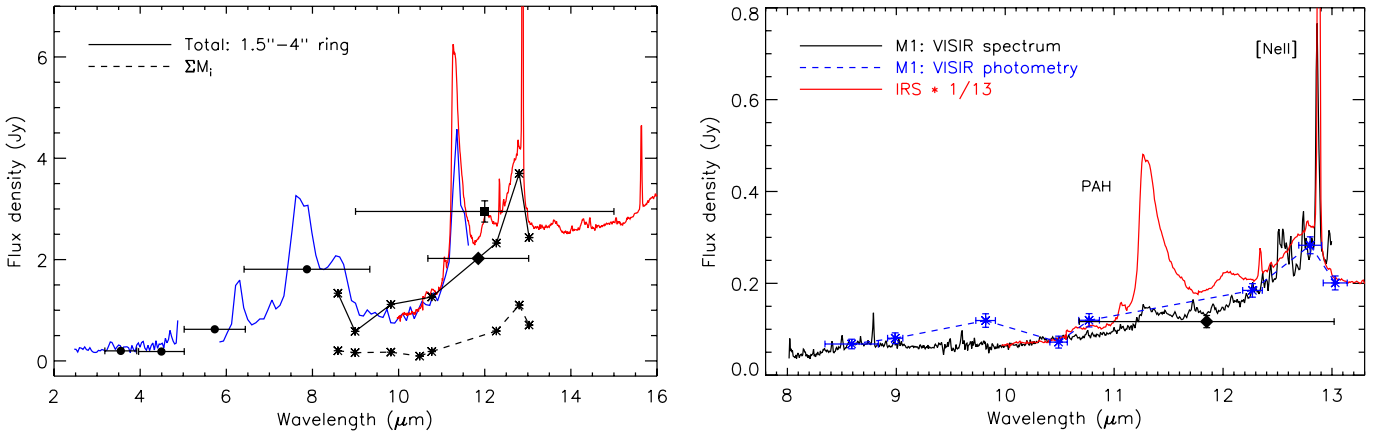 Total: 1.5"−4" ring
ΣMi
Flux density (Jy)
0
2
4
6
2
4
6
8
10
12
14
16
Wavelength (μm)
M1: VISIR spectrum
M1: VISIR photometry
IRS * 1/13
[NeII]
PAH
Flux density (Jy)
0.0
0.2
0.4
0.6
0.8
8
9
10
11
12
13
Wavelength (μm)